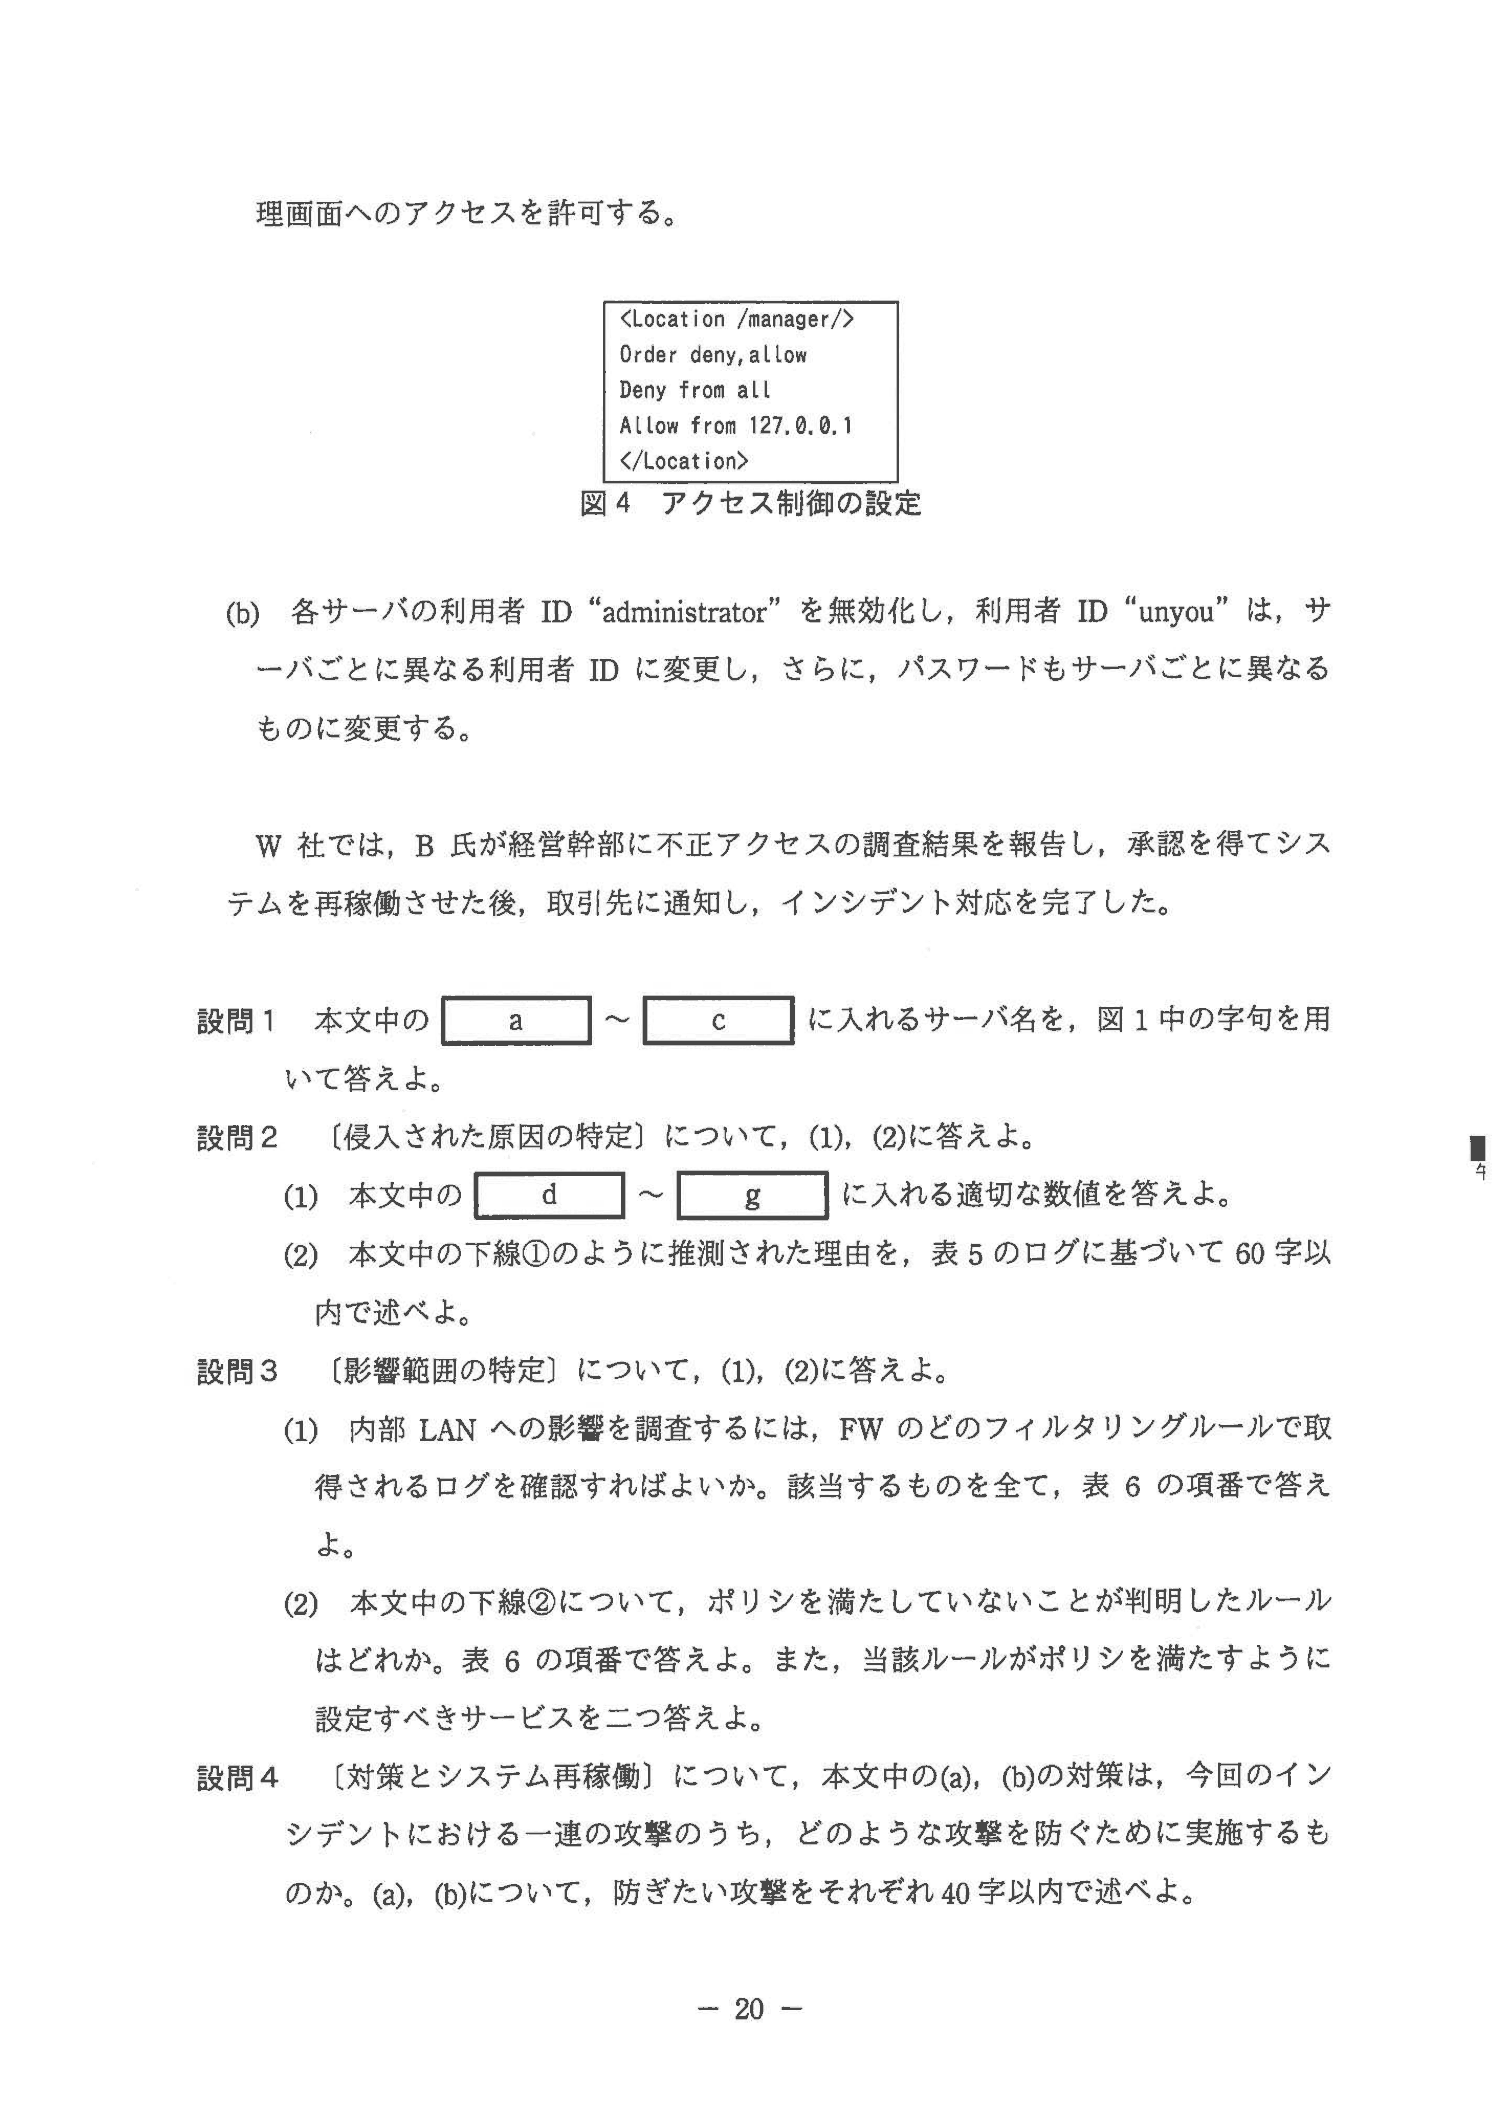 理画面へのアクセスを許可する。
<Location /manager/>
Order deny,allow
Deny from all
Allow from 127.0.0.1
</Location>
図4 アクセス制御の設定
(b) 各サーバの利用者 ID “administrator” を無効化し，利用者 ID “unyou” は，サ
ーバごとに異なる利用者 ID に変更し，さらに，パスワードもサーバごとに異なる
ものに変更する。
W 社では，B 氏が経営幹部に不正アクセスの調査結果を報告し，承認を得てシス
テムを再稼働させた後，取引先に通知し，インシデント対応を完了した。
設問1 本文中の a ～ c に入れるサーバ名を，図 1 中の字句を用
いて答えよ。
設問2 〔侵入された原因の特定〕について，(1)，(2)に答えよ。
(1) 本文中の d ～ g に入れる適切な数値を答えよ。
(2) 本文中の下線①のように推測された理由を，表 5 のログに基づいて 60 字以
内で述べよ。
設問3 〔影響範囲の特定〕について，(1)，(2)に答えよ。
(1) 内部 LAN への影響を調査するには，FW のどのフィルタリングルールで取
得されるログを確認すればよいか。該当するものを全て，表 6 の項番で答え
よ。
(2) 本文中の下線②について，ポリシを満たしていないことが判明したルール
はどれか。表 6 の項番で答えよ。また，当該ルールがポリシを満たすように
設定すべきサービスを二つ答えよ。
設問4 〔対策とシステム再稼働〕について，本文中の(a)，(b)の対策は，今回のイン
シデントにおける一連の攻撃のうち，どのような攻撃を防ぐために実施するも
のか。(a)，(b)について，防ぎたい攻撃をそれぞれ 40 字以内で述べよ。
－ 20 －